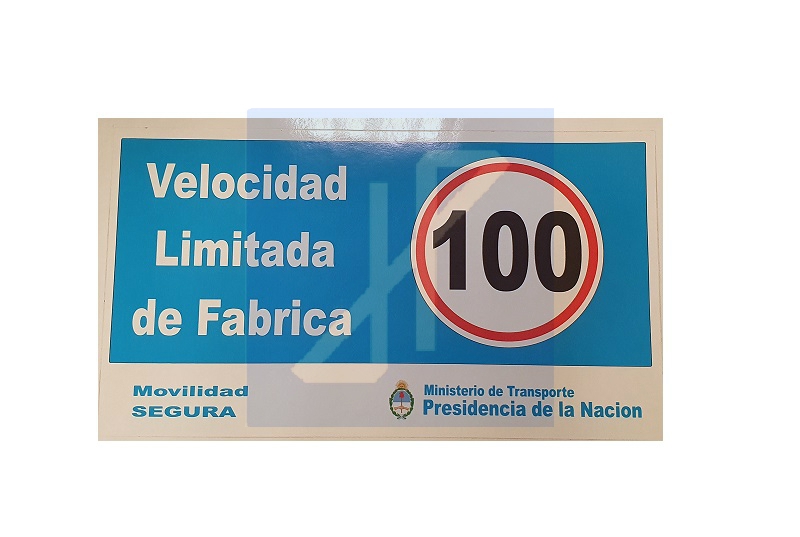 Velocidad
Limitada
de Fabrica
100
Movilidad
SEGURA
Ministerio de Transporte
Presidencia de la Nacion